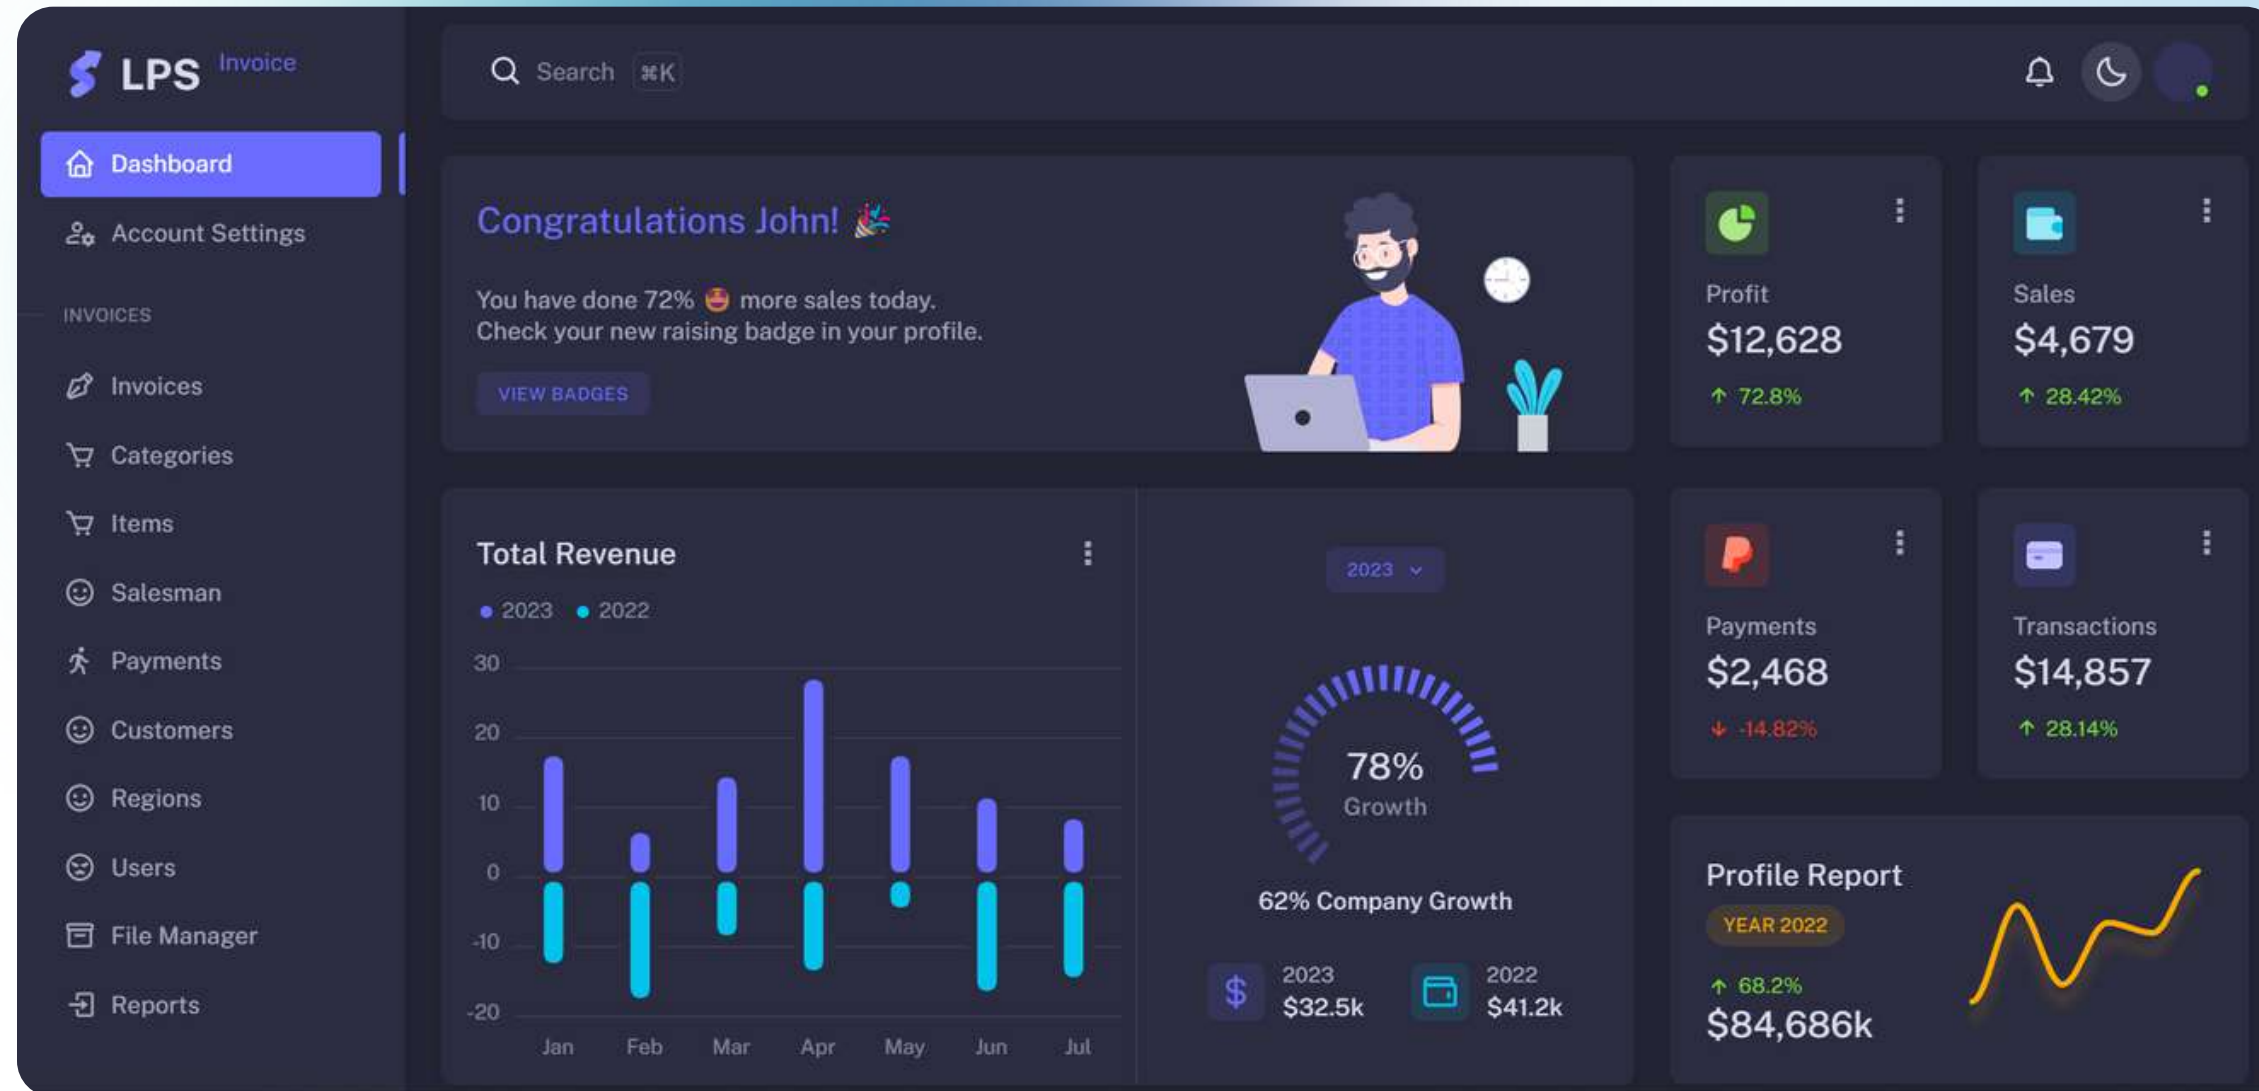 LPS Invoice
Dashboard
Account Settings
INVOICES
Invoices
Categories
Items
Salesman
Payments
Customers
Regions
Users
File Manager
Reports
Search ⌘K
Congratulations John! 🎉
You have done 72% 🤩 more sales today.
Check your new raising badge in your profile.
VIEW BADGES
Profit
$12,628
72.8%
Sales
$4,679
28.42%
Total Revenue
2023 2022
30
20
10
0
-10
-20
Jan Feb Mar Apr May Jun Jul
2023
78%
Growth
62% Company Growth
2023
$32.5k
2022
$41.2k
Payments
$2,468
-14.82%
Transactions
$14,857
28.14%
Profile Report
YEAR 2022
68.2%
$84,686k